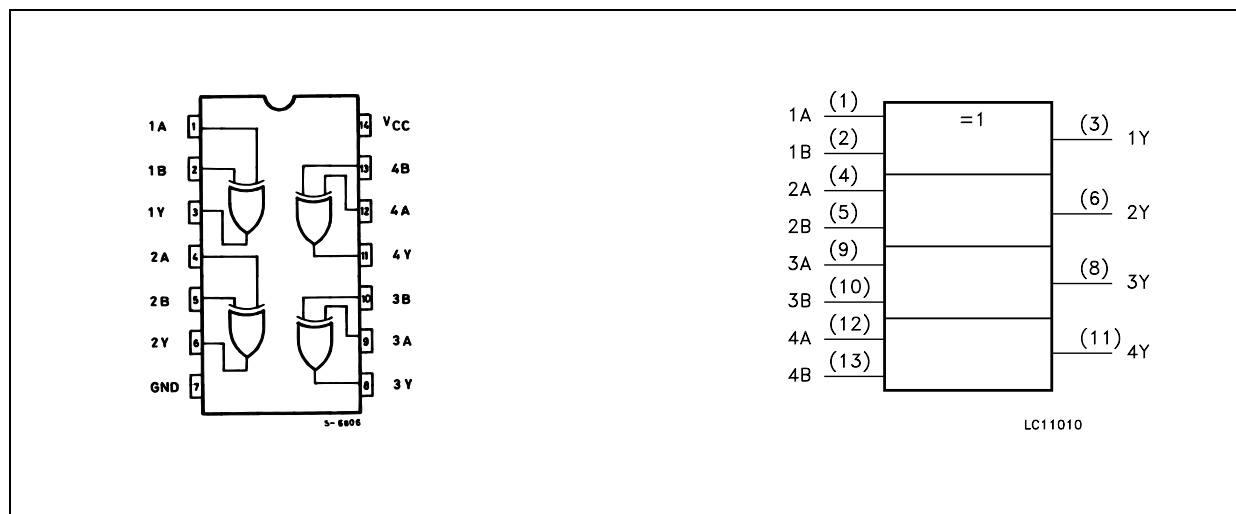 1A 1
1B 2
1Y 3
2A 4
2B 5
2Y 6
GND 7
14 VCC
13 4B
12 4A
11 4Y
10 3B
9 3A
8 3Y
S-6806
1A (1)
1B (2)
2A (4)
2B (5)
3A (9)
3B (10)
4A (12)
4B (13)
=1
(3) 1Y
(6) 2Y
(8) 3Y
(11) 4Y
LC11010